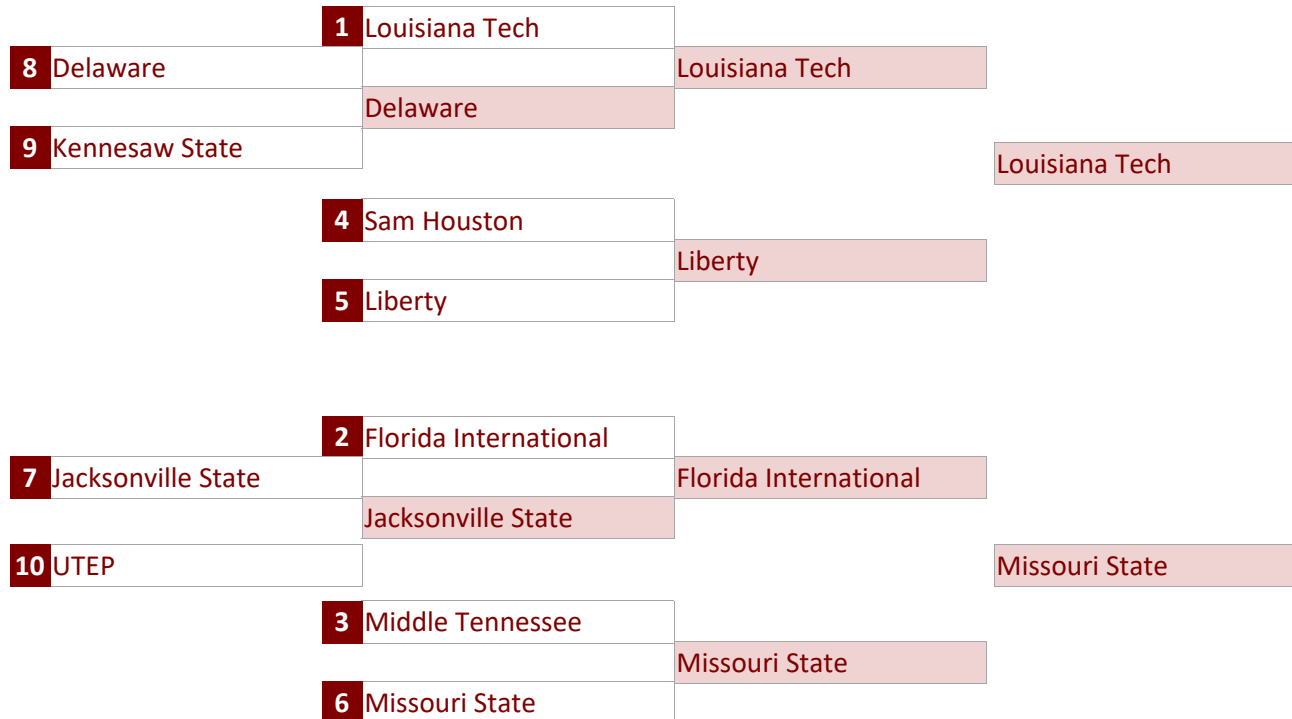 1 Louisiana Tech
8 Delaware
Louisiana Tech
Delaware
9 Kennesaw State
Louisiana Tech
4 Sam Houston
Liberty
5 Liberty
2 Florida International
7 Jacksonville State
Florida International
Jacksonville State
10 UTEP
Missouri State
3 Middle Tennessee
Missouri State
6 Missouri State